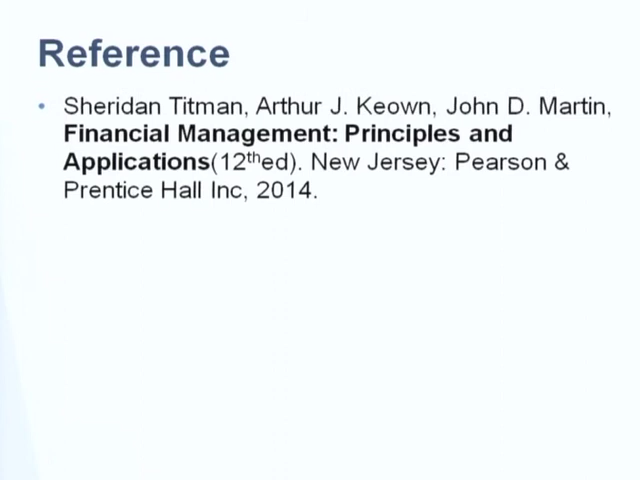 Reference
• Sheridan Titman, Arthur J. Keown, John D. Martin,
Financial Management: Principles and
Applications(12thed). New Jersey: Pearson &
Prentice Hall Inc, 2014.